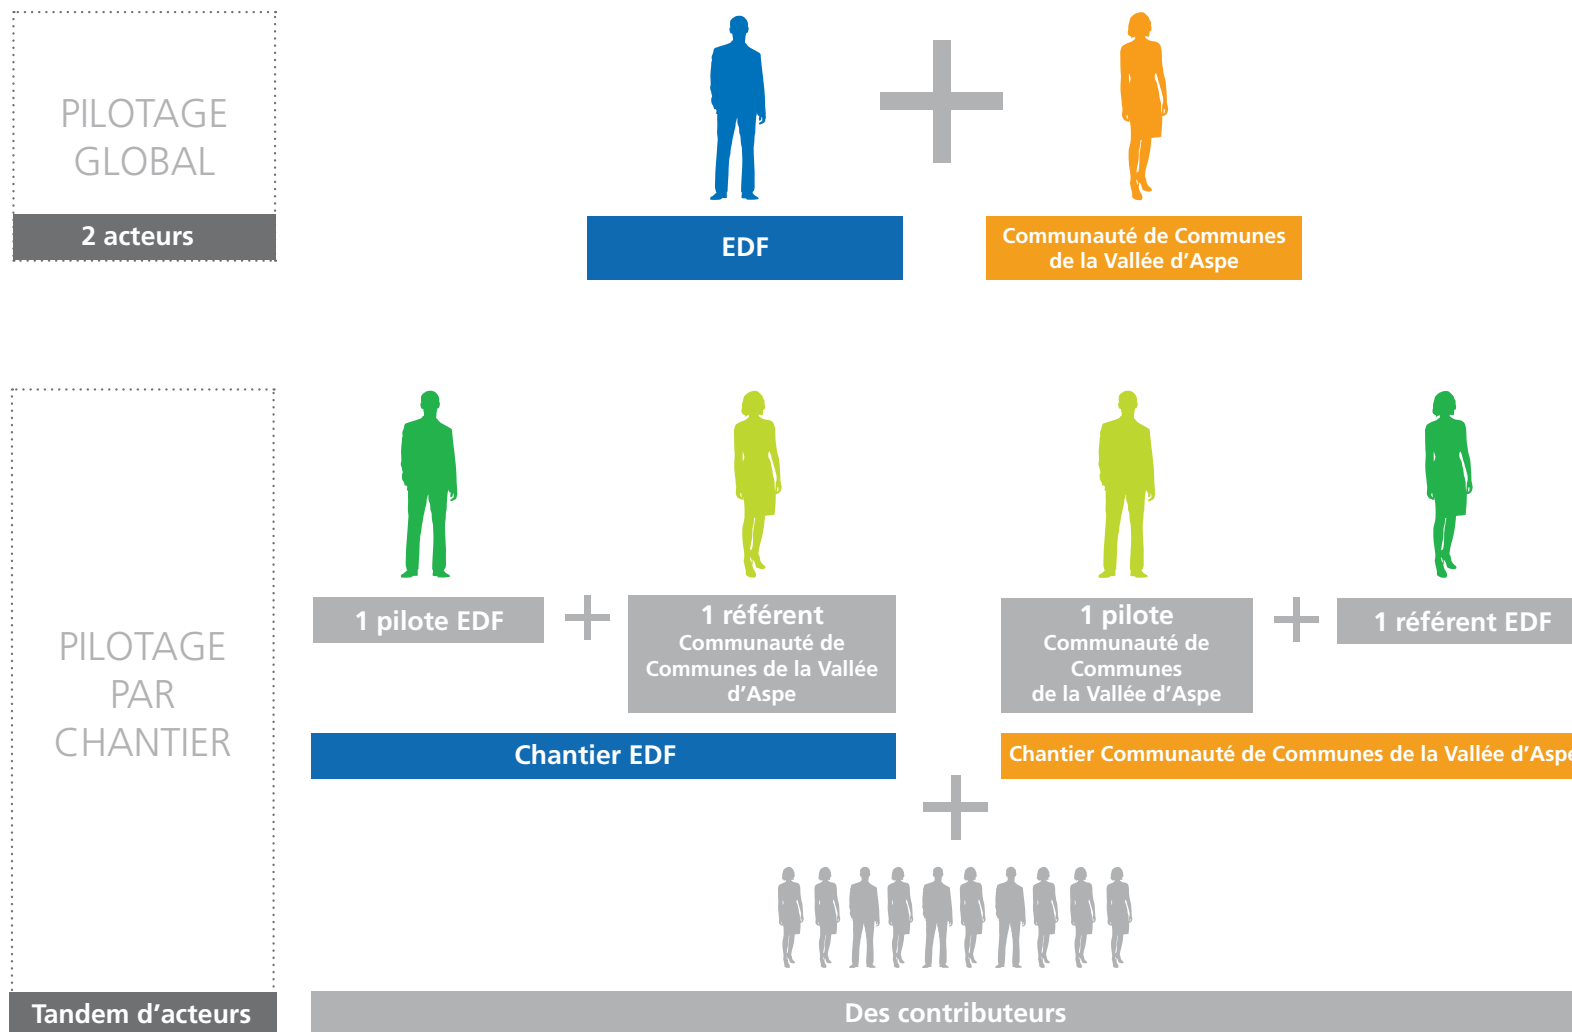 PILOTAGE
GLOBAL
2 acteurs
EDF
Communauté de Communes
de la Vallée d'Aspe
PILOTAGE
PAR
CHANTIER
Tandem d'acteurs
1 pilote EDF
1 référent
Communauté de
Communes de la Vallée
d'Aspe
1 pilote
Communauté de
Communes
de la Vallée d'Aspe
1 référent EDF
Chantier EDF
Chantier Communauté de Communes de la Vallée d'Aspe
Des contributeurs